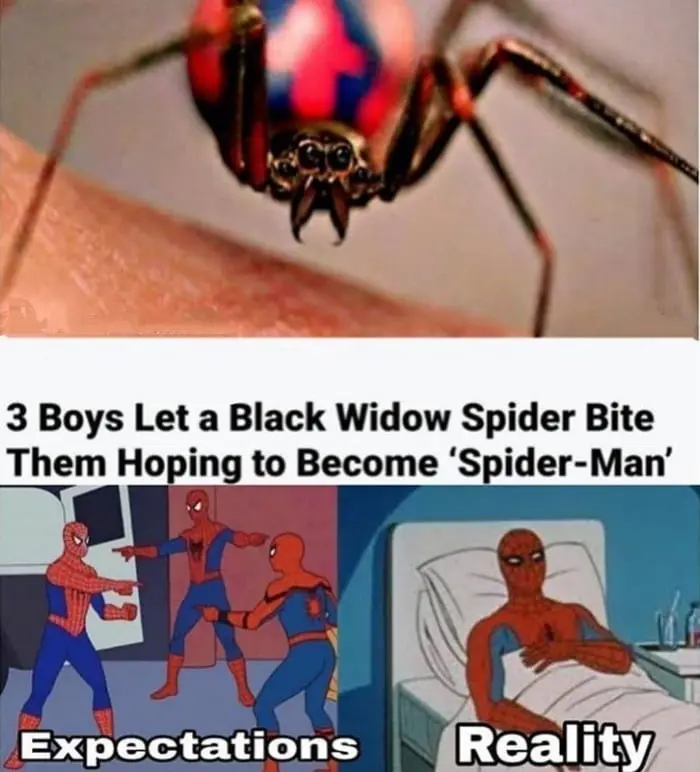 3 Boys Let a Black Widow Spider Bite
Them Hoping to Become ‘Spider-Man’
Expectations
Reality